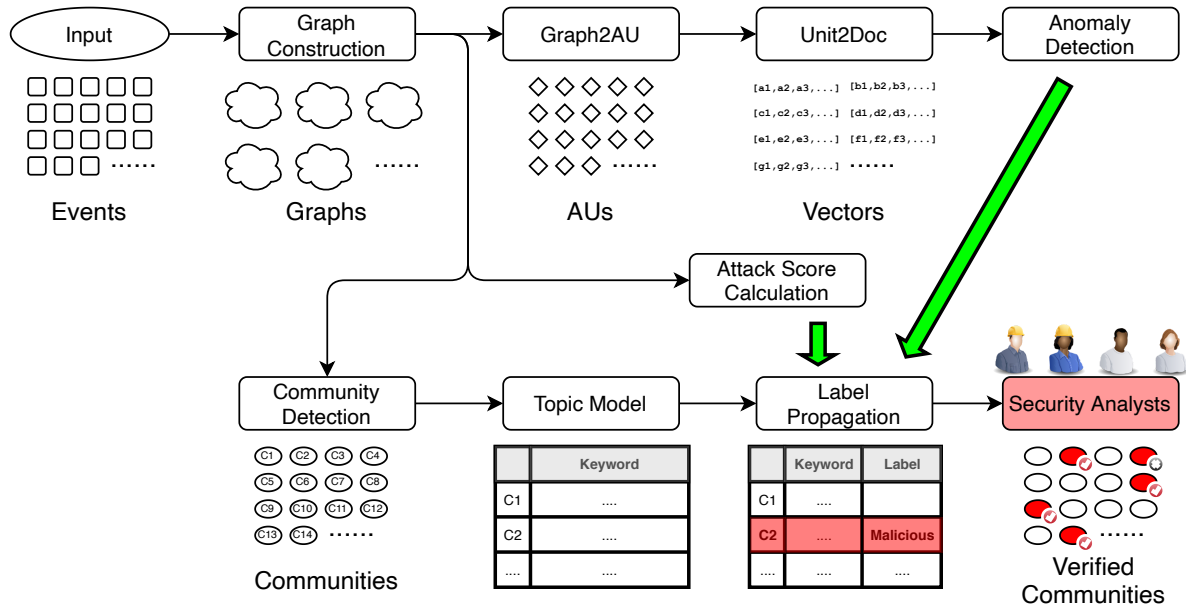 Input
Graph
Construction
Graph2AU
Unit2Doc
Anomaly
Detection
[a1,a2,a3,...] [b1,b2,b3,...]
[c1,c2,c3,...] [d1,d2,d3,...]
[e1,e2,e3,...] [f1,f2,f3,...]
[g1,g2,g3,...] ......
......
......
......
Events
Graphs
AUs
Vectors
Attack Score
Calculation
Community
Detection
Topic Model
Label
Propagation
Security Analysts
C1 C2 C3 C4
C5 C6 C7 C8
C9 C10 C11 C12
C13 C14 ......
Communities
Keyword
C1 ....
C2 ....
.... ....
Keyword Label
C1 ....
C2 .... Malicious
.... .... ....
......
Verified
Communities